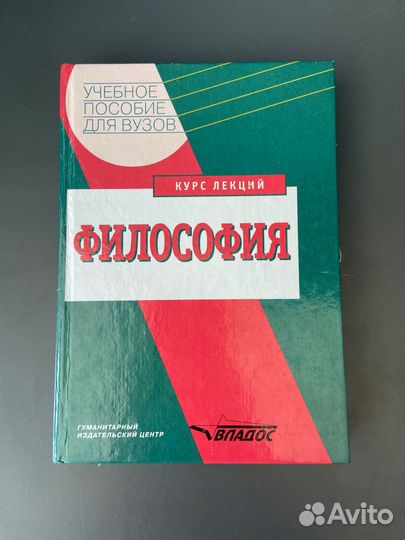 УЧЕБНОЕ
ПОСОБИЕ
ДЛЯ ВУЗОВ
КУРС ЛЕКЦИЙ
ФИЛОСОФИЯ
ГУМАНИТАРНЫЙ
ИЗДАТЕЛЬСКИЙ ЦЕНТР
ВЛАДОС
Avito